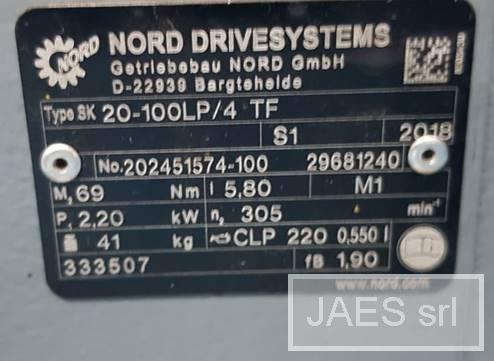 NORD
NORD DRIVESYSTEMS
Getriebebau NORD GmbH
D-22939 Bargteheide
Type SK 20-100LP/4 TF
S1 2018
No. 202451574-100 29681240
M₂ 69 Nm i 5,80 M1
P₁ 2,20 kW n₂ 305 min⁻¹
41 kg CLP 220 0,550 l
333507 fB 1,90
www.nord.com
JAES srl